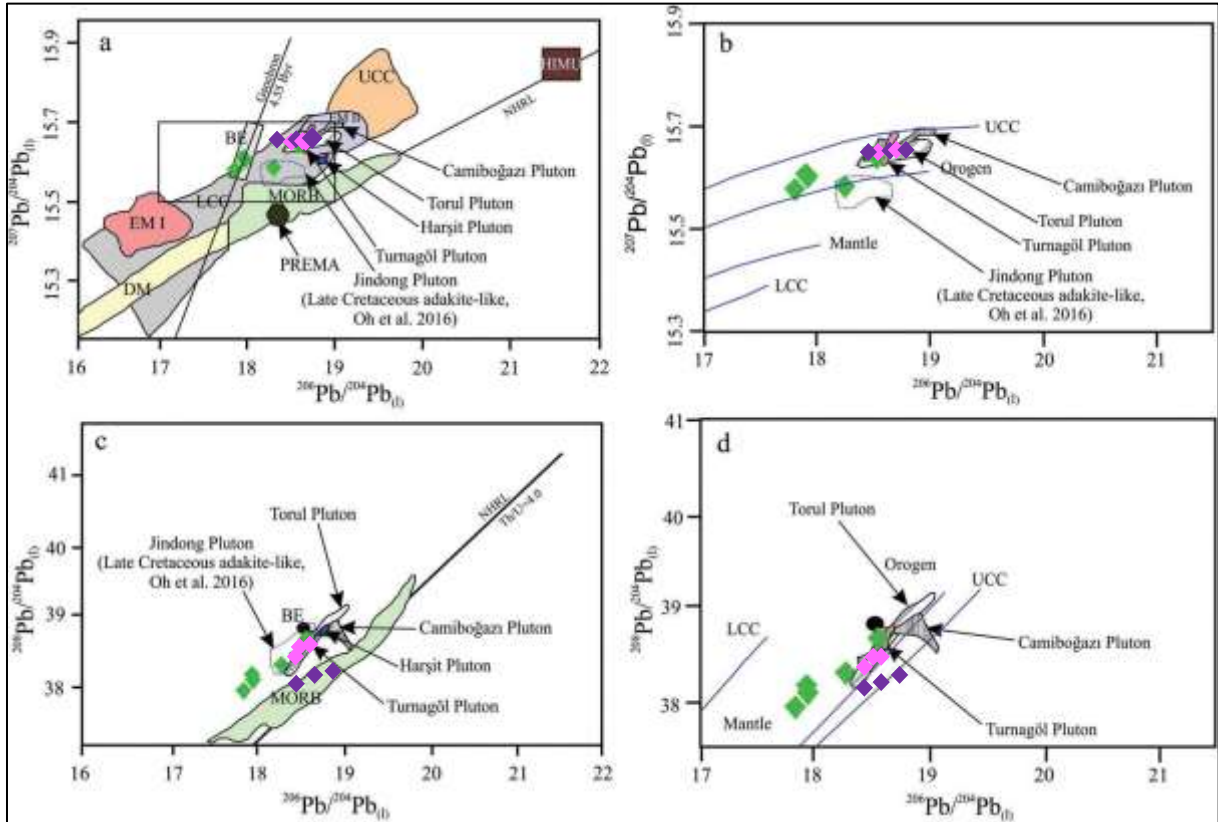 a
15.9
15.7
15.5
15.3
²⁰⁷Pb/²⁰⁴Pb(I)
Geochron
4.55 Byr
UCC
HIMU
NHRL
EM II
BE
LCC
MORB
EM I
DM
PREMA
Camiboğazı Pluton
Torul Pluton
Harşit Pluton
Turnagöl Pluton
Jindong Pluton
(Late Cretaceous adakite-like,
Oh et al. 2016)
16 17 18 19 20 21 22
²⁰⁶Pb/²⁰⁴Pb(I)
b
15.9
15.7
15.5
15.3
²⁰⁷Pb/²⁰⁴Pb(I)
UCC
Orogen
Camiboğazı Pluton
Torul Pluton
Turnagöl Pluton
Mantle
Jindong Pluton
(Late Cretaceous adakite-like,
Oh et al. 2016)
LCC
17 18 19 20 21
²⁰⁶Pb/²⁰⁴Pb(I)
c
41
40
39
38
²⁰⁸Pb/²⁰⁴Pb(I)
NHRL
Th/U=4.0
Torul Pluton
Jindong Pluton
(Late Cretaceous adakite-like,
Oh et al. 2016)
BE
Camiboğazı Pluton
Harşit Pluton
MORB
Turnagöl Pluton
16 17 18 19 20 21 22
²⁰⁶Pb/²⁰⁴Pb(I)
d
41
40
39
38
²⁰⁸Pb/²⁰⁴Pb(I)
Torul Pluton
Orogen
UCC
LCC
Camiboğazı Pluton
Mantle
Turnagöl Pluton
17 18 19 20 21
²⁰⁶Pb/²⁰⁴Pb(I)